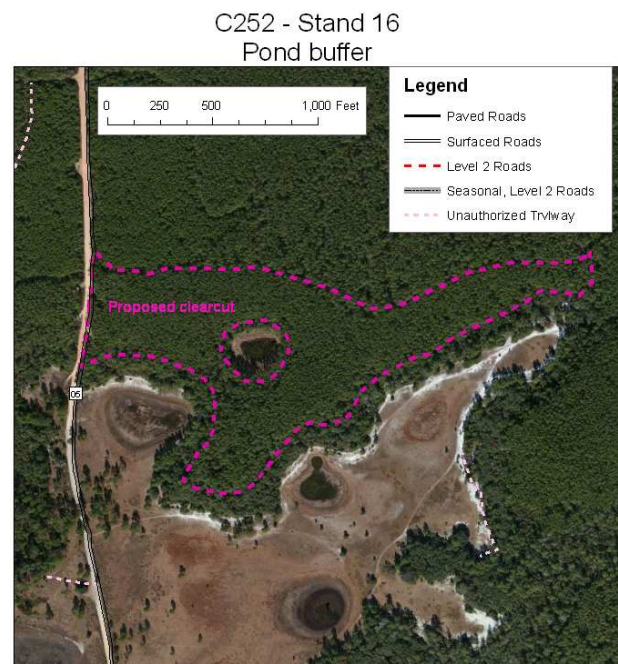 C252 - Stand 16
Pond buffer
0 250 500 1,000 Feet
Legend
Paved Roads
Surfaced Roads
Level 2 Roads
Seasonal, Level 2 Roads
Unauthorized Trvlway
Proposed clearcut
05